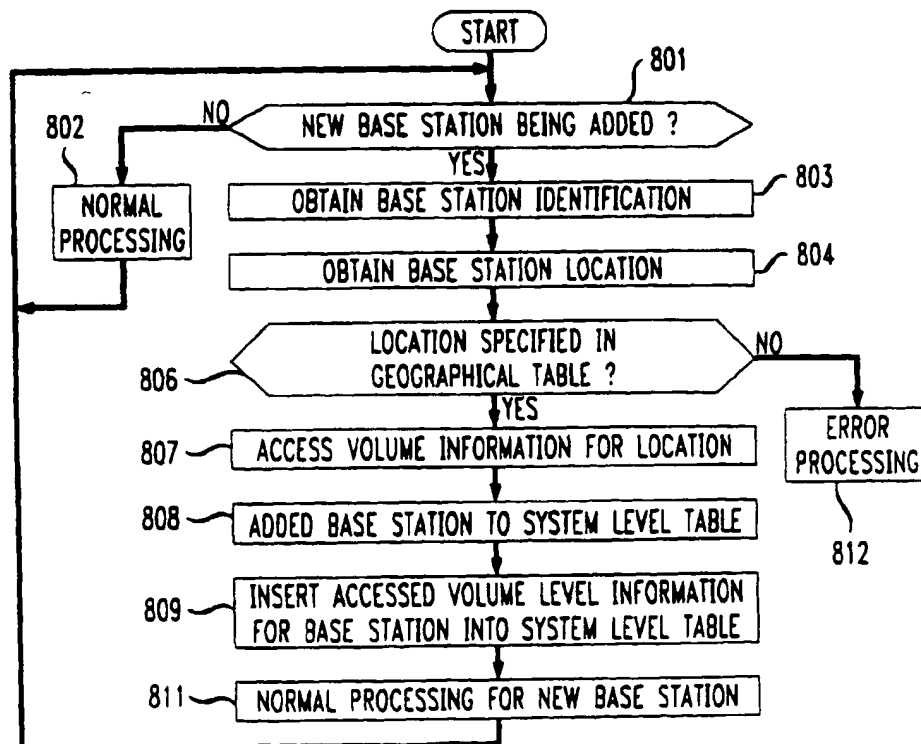 START
801
NEW BASE STATION BEING ADDED ?
NO
802
YES
NORMAL
PROCESSING
803
OBTAIN BASE STATION IDENTIFICATION
804
OBTAIN BASE STATION LOCATION
806
LOCATION SPECIFIED IN
GEOGRAPHICAL TABLE ?
NO
YES
ERROR
PROCESSING
812
807
ACCESS VOLUME INFORMATION FOR LOCATION
808
ADDED BASE STATION TO SYSTEM LEVEL TABLE
809
INSERT ACCESSED VOLUME LEVEL INFORMATION
FOR BASE STATION INTO SYSTEM LEVEL TABLE
811
NORMAL PROCESSING FOR NEW BASE STATION